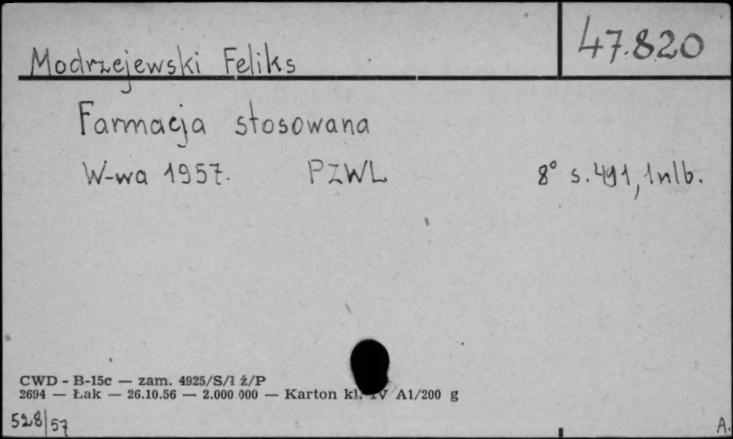 Modrzejewski Feliks
47.820
Farmacja stosowana
W-wa 1957. PZWL 8° s. 491, 1 nlb.
CWD - B-15c — zam. 4925/S/1 ź/P
2694 — Łak — 26.10.56 — 2.000 000 — Karton kl. IV A1/200 g
528/57
A.